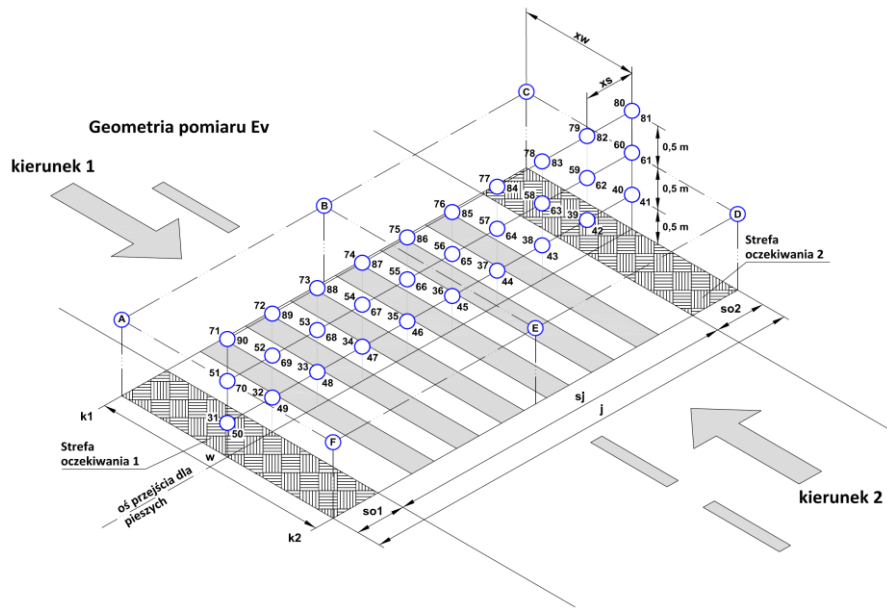 Geometria pomiaru Ev
kierunek 1
xw
xs
C
80
81
79
82
0,5 m
78
83
60
61
59
62
0,5 m
77
84
40
41
58
63
39
42
0,5 m
76
85
57
64
38
43
D
B
75
86
56
65
37
44
Strefa
oczekiwania 2
74
87
55
66
36
45
73
88
54
67
35
46
E
so2
A
72
89
53
68
34
47
71
90
52
69
33
48
sj
j
51
70
32
49
31
50
k1
Strefa
oczekiwania 1
w
F
oś przejścia dla
pieszych
k2
so1
kierunek 2